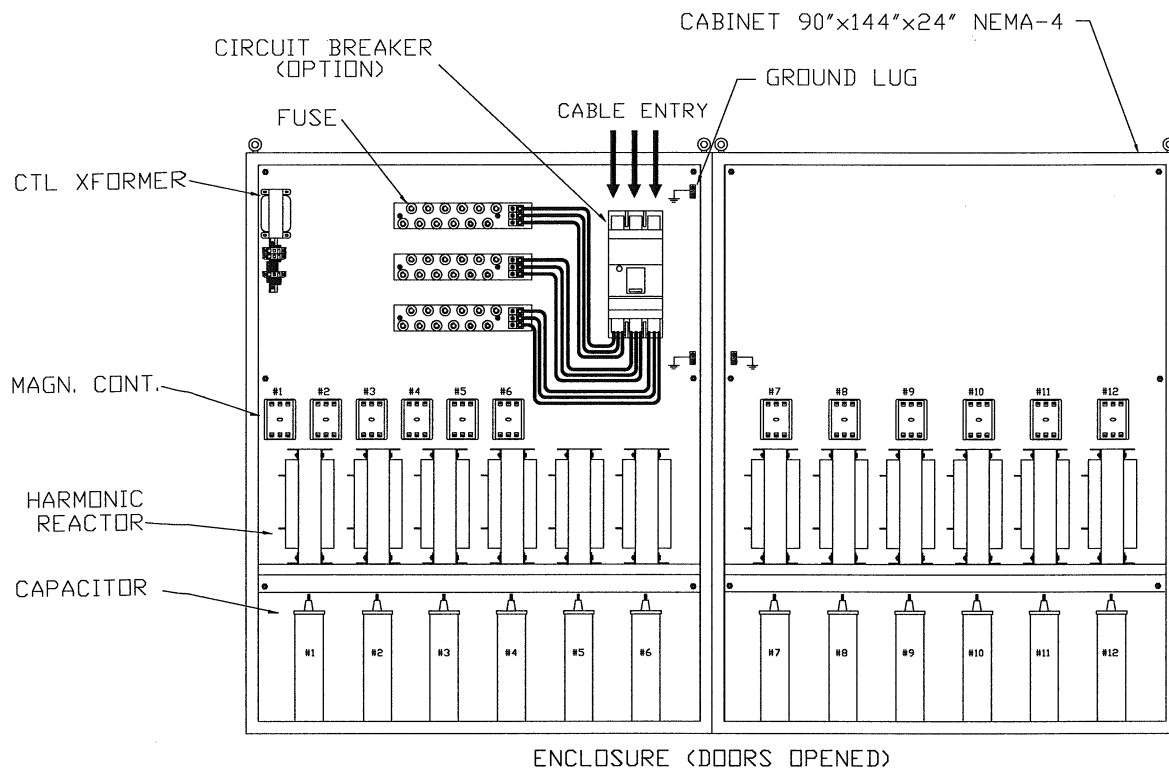 CABINET 90"x144"x24" NEMA-4
CIRCUIT BREAKER
(OPTION)
GROUND LUG
FUSE
CABLE ENTRY
CTL XFORMER
MAGN. CONT.
#1 #2 #3 #4 #5 #6 #7 #8 #9 #10 #11 #12
HARMONIC
REACTOR
CAPACITOR
#1 #2 #3 #4 #5 #6 #7 #8 #9 #10 #11 #12
ENCLOSURE (DOORS OPENED)